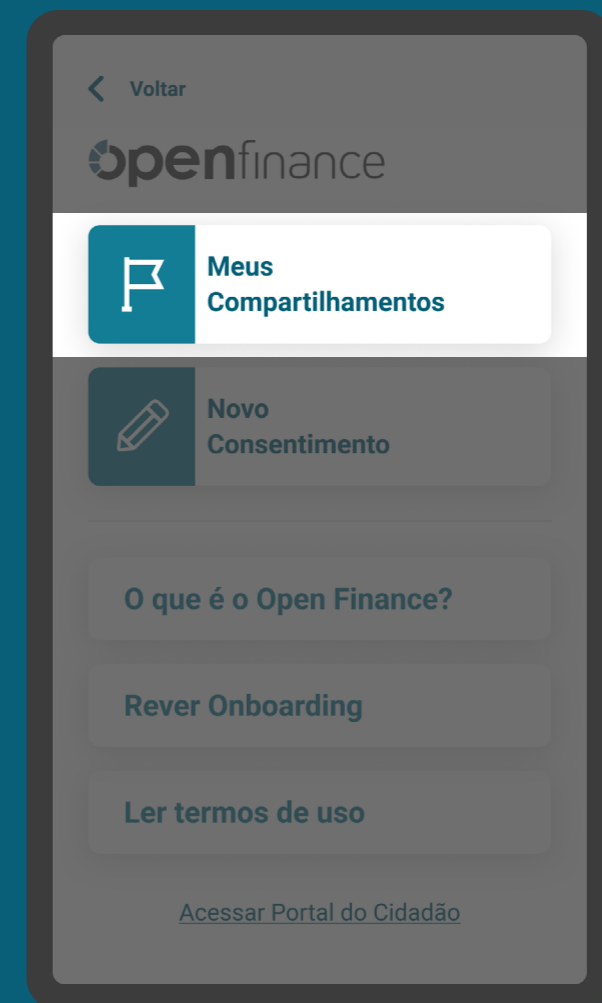 Voltar
openfinance
Meus
Compartilhamentos
Novo
Consentimento
O que é o Open Finance?
Rever Onboarding
Ler termos de uso
Acessar Portal do Cidadão